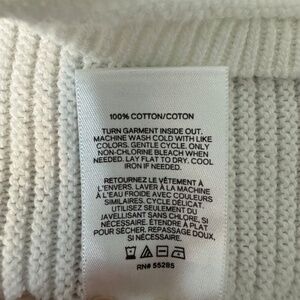 100% COTTON/COTON
TURN GARMENT INSIDE OUT.
MACHINE WASH COLD WITH LIKE
COLORS. GENTLE CYCLE. ONLY
NON-CHLORINE BLEACH WHEN
NEEDED. LAY FLAT TO DRY. COOL
IRON IF NEEDED.
RETOURNEZ LE VÊTEMENT À
L'ENVERS. LAVER À LA MACHINE
EAU FROIDE AVEC COULEURS
SIMILAIRES. CYCLE DÉLICAT.
UTILISEZ SEULEMENT DU
JAVELLISANT SANS CHLORE, SI
NÉCESSAIRE. ÉTENDRE À PLAT
POUR SÉCHER. REPASSAGE DOUX,
SI NÉCESSAIRE.
RN# 55285